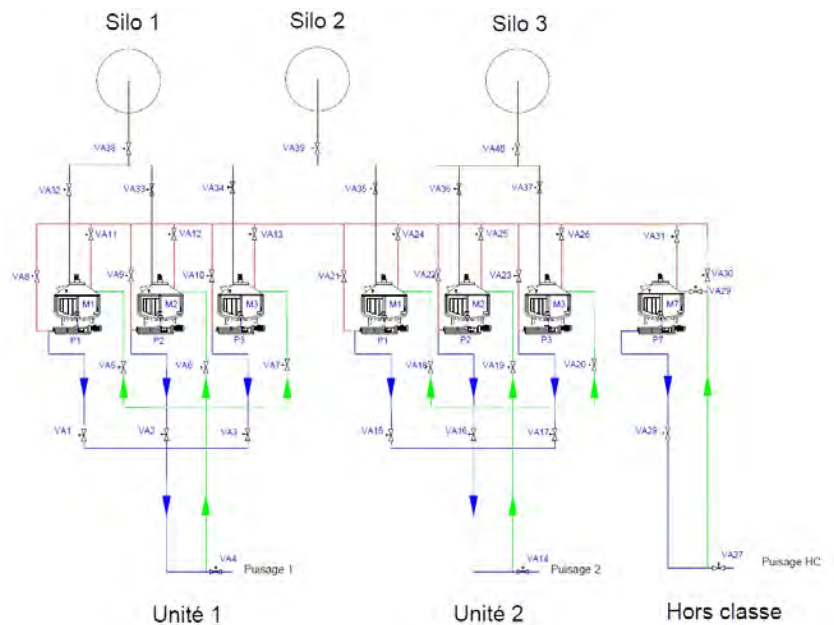 Silo 1 Silo 2 Silo 3
VA38 VA39 VA40
VA32 VA33 VA34 VA35 VA36 VA37
VA11 VA12 VA13 VA24 VA25 VA26 VA31
VA8 VA9 VA10 VA21 VA22 VA23 VA30
VA29
M1 M2 M3 M1 M2 M3 M7
P1 P2 P3 P1 P2 P3 P7
VA5 VA6 VA7 VA18 VA19 VA20
VA1 VA2 VA3 VA15 VA16 VA17 VA28
VA4 Puisage 1 VA14 Puisage 2 VA27 Puisage HC
Unité 1 Unité 2 Hors classe